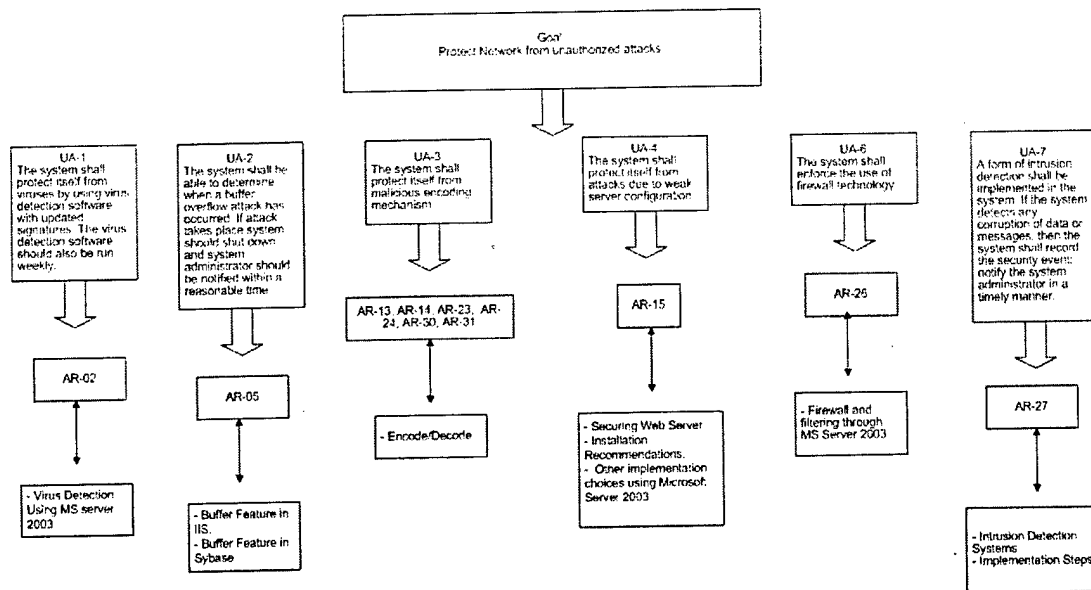 Goal
Protect Network from unauthorized attacks
UA-1
The system shall
protect itself from
viruses by using virus
detection software
with updated
signatures. The virus
detection software
should also be run
weekly.
UA-2
The system shall be
able to determine
when a buffer
overflow attack has
occurred. If attack
takes place system
should shut down
and system
administrator should
be notified within a
reasonable time
UA-3
The system shall
protect itself from
malicious encoding
mechanism
UA-4
The system shall
protect itself from
attacks due to weak
server configuration
UA-6
The system shall
enforce the use of
firewall technology
UA-7
A form of intrusion
detection shall be
implemented in the
system. If the system
detects any
corruption of data or
messages, then the
system shall record
the security event;
notify the system
administrator in a
timely manner.
AR-02
AR-05
AR-13, AR-14, AR-23, AR-
24, AR-30, AR-31
AR-15
AR-26
AR-27
- Virus Detection
Using MS server
2003
- Buffer Feature in
IIS.
- Buffer Feature in
Sybase
- Encode/Decode
- Securing Web Server
- Installation
Recommendations.
- Other implementation
choices using Microsoft
Server 2003
- Firewall and
filtering through
MS Server 2003
- Intrusion Detection
Systems
- Implementation Steps